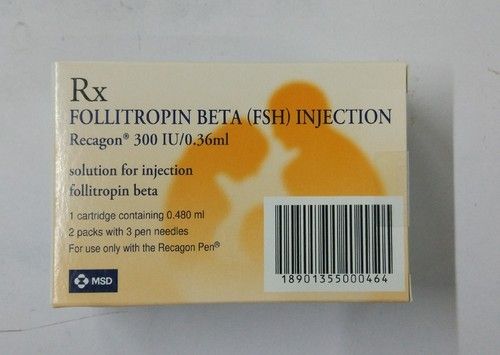 Rx
FOLLITROPIN BETA (FSH) INJECTION
Recagon® 300 IU/0.36ml
solution for injection
follitropin beta
1 cartridge containing 0.480 ml
2 packs with 3 pen needles
For use only with the Recagon Pen®
MSD
18901355000464